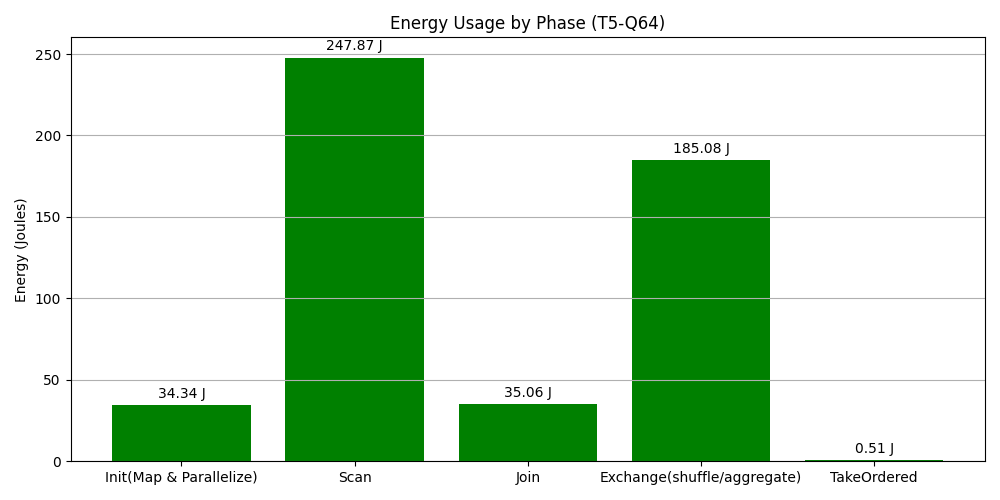 Energy Usage by Phase (T5-Q64)
Energy (Joules)
250
200
150
100
50
0
34.34 J
247.87 J
35.06 J
185.08 J
0.51 J
Init(Map & Parallelize)
Scan
Join
Exchange(shuffle/aggregate)
TakeOrdered